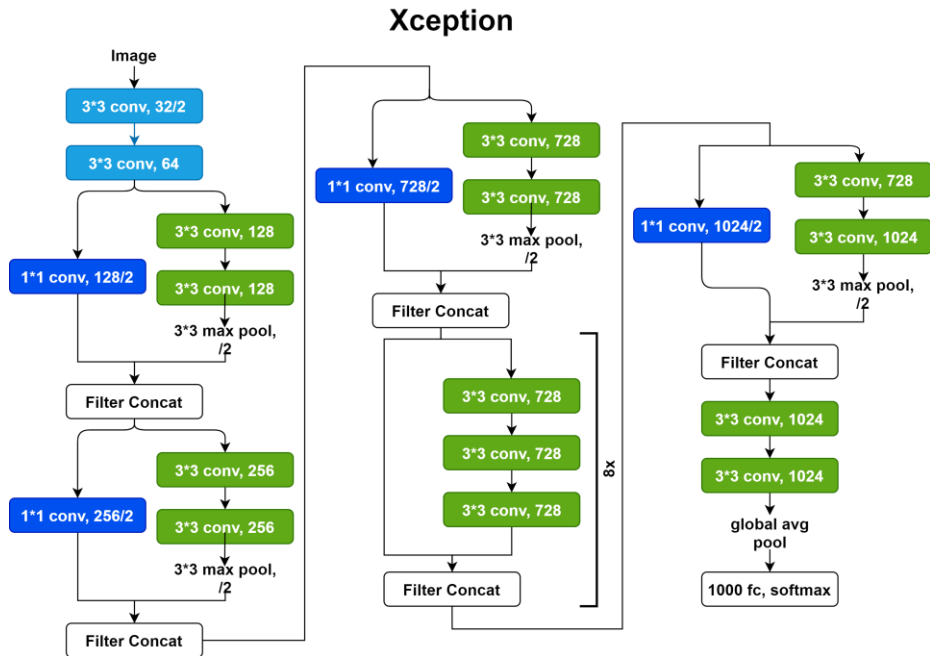 Xception
Image
3*3 conv, 32/2
3*3 conv, 64
3*3 conv, 128
1*1 conv, 128/2
3*3 conv, 128
3*3 max pool,
/2
Filter Concat
3*3 conv, 256
1*1 conv, 256/2
3*3 conv, 256
3*3 max pool,
/2
Filter Concat
3*3 conv, 728
1*1 conv, 728/2
3*3 conv, 728
3*3 max pool,
/2
Filter Concat
3*3 conv, 728
3*3 conv, 728
3*3 conv, 728
8x
Filter Concat
3*3 conv, 728
1*1 conv, 1024/2
3*3 conv, 1024
3*3 max pool,
/2
Filter Concat
3*3 conv, 1024
3*3 conv, 1024
global avg
pool
1000 fc, softmax